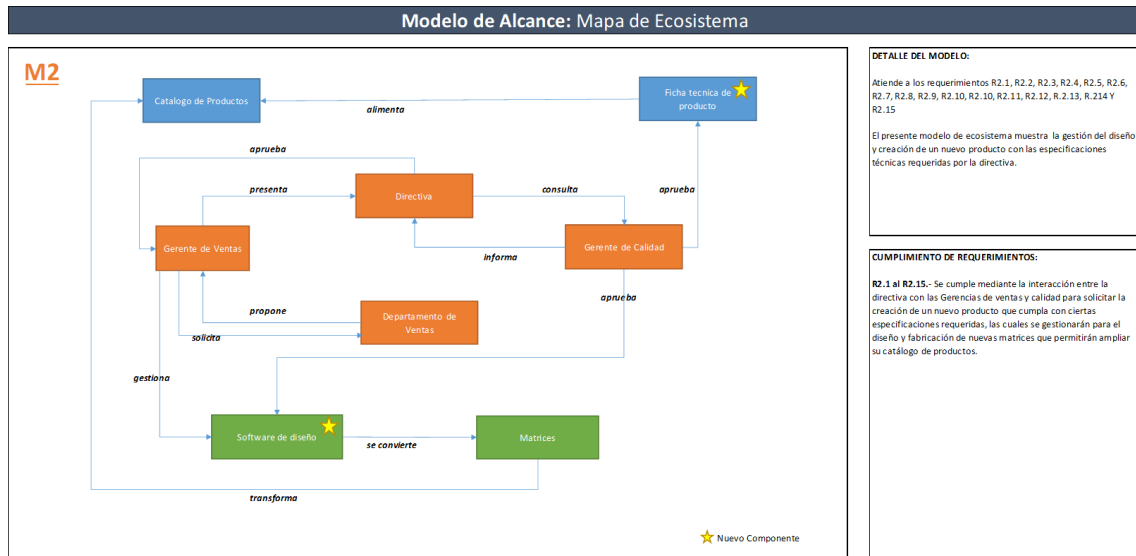 Modelo de Alcance: Mapa de Ecosistema
M2
Catalogo de Productos
Ficha tecnica de
producto
alimenta
aprueba
presenta
Directiva
consulta
aprueba
Gerente de Ventas
Gerente de Calidad
informa
aprueba
propone
Departamento de
Ventas
solicita
gestiona
Software de diseño
se convierte
Matrices
transforma
Nuevo Componente
DETALLE DEL MODELO:
Atiende a los requerimientos R2.1, R2.2, R2.3, R2.4, R2.5, R2.6,
R2.7, R2.8, R2.9, R2.10, R2.10, R2.11, R2.12, R.2.13, R.214 Y
R2.15
El presente modelo de ecosistema muestra la gestión del diseño
y creación de un nuevo producto con las especificaciones
técnicas requeridas por la directiva.
CUMPLIMIENTO DE REQUERIMIENTOS:
R2.1 al R2.15.- Se cumple mediante la interacción entre la
directiva con las Gerencias de ventas y calidad para solicitar la
creación de un nuevo producto que cumpla con ciertas
especificaciones requeridas, las cuales se gestionarán para el
diseño y fabricación de nuevas matrices que permitirán ampliar
su catálogo de productos.